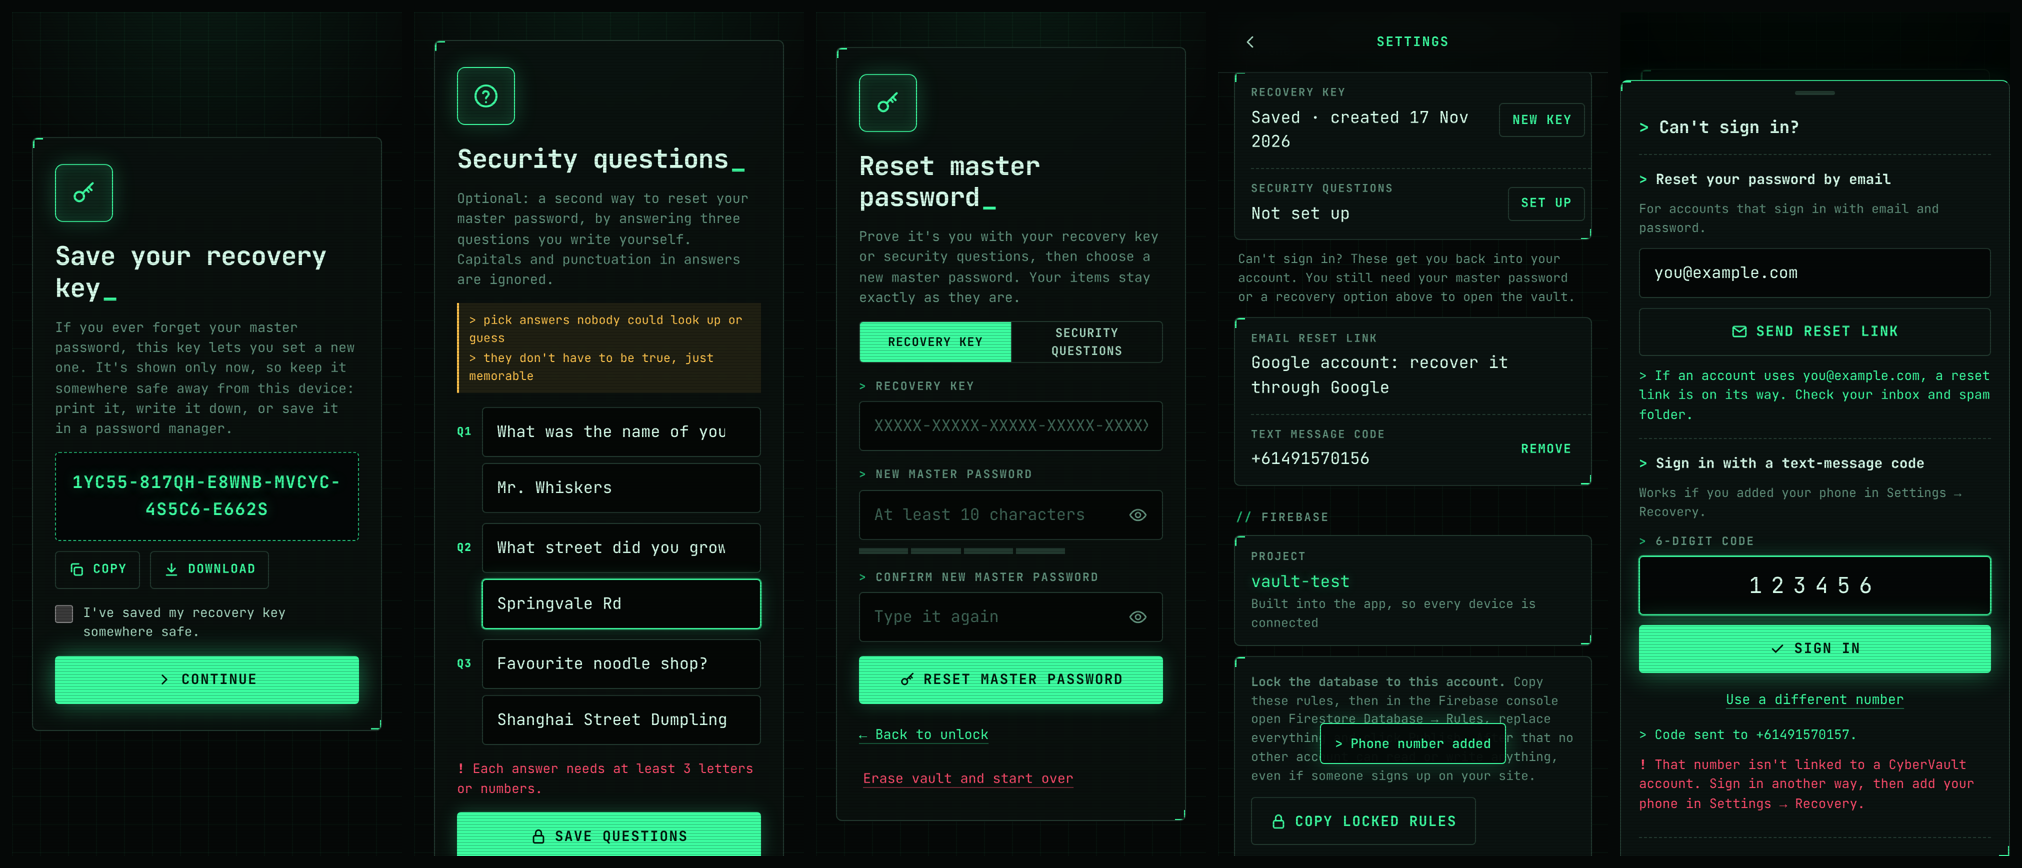 Save your recovery
key_
If you ever forget your master
password, this key lets you set a new
one. It's shown only now, so keep it
somewhere safe away from this device:
print it, write it down, or save it
in a password manager.
1YC55-817QH-E8WNB-MVCYC-
4S5C6-E662S
COPY
DOWNLOAD
I've saved my recovery key
somewhere safe.
> CONTINUE
Security questions_
Optional: a second way to reset your
master password, by answering three
questions you write yourself.
Capitals and punctuation in answers
are ignored.
> pick answers nobody could look up or
guess
> they don't have to be true, just
memorable
Q1
What was the name of you
Mr. Whiskers
Q2
What street did you grow
Springvale Rd
Q3
Favourite noodle shop?
Shanghai Street Dumpling
! Each answer needs at least 3 letters
or numbers.
SAVE QUESTIONS
Reset master
password_
Prove it's you with your recovery key
or security questions, then choose a
new master password. Your items stay
exactly as they are.
RECOVERY KEY
SECURITY
QUESTIONS
> RECOVERY KEY
XXXXX-XXXXX-XXXXX-XXXXX-XXXX
> NEW MASTER PASSWORD
At least 10 characters
> CONFIRM NEW MASTER PASSWORD
Type it again
RESET MASTER PASSWORD
← Back to unlock
Erase vault and start over
SETTINGS
RECOVERY KEY
Saved · created 17 Nov
2026
NEW KEY
SECURITY QUESTIONS
Not set up
SET UP
Can't sign in? These get you back into your
account. You still need your master password
or a recovery option above to open the vault.
EMAIL RESET LINK
Google account: recover it
through Google
TEXT MESSAGE CODE
+61491570156
REMOVE
// FIREBASE
PROJECT
vault-test
Built into the app, so every device is
connected
Lock the database to this account. Copy
these rules, then in the Firebase console
open Firestore Database → Rules, replace
everythin
r that no
> Phone number added
other acc
ything,
even if someone signs up on your site.
COPY LOCKED RULES
> Can't sign in?
> Reset your password by email
For accounts that sign in with email and
password.
you@example.com
SEND RESET LINK
> If an account uses you@example.com, a reset
link is on its way. Check your inbox and spam
folder.
> Sign in with a text-message code
Works if you added your phone in Settings →
Recovery.
> 6-DIGIT CODE
123456
SIGN IN
Use a different number
> Code sent to +61491570157.
! That number isn't linked to a CyberVault
account. Sign in another way, then add your
phone in Settings → Recovery.